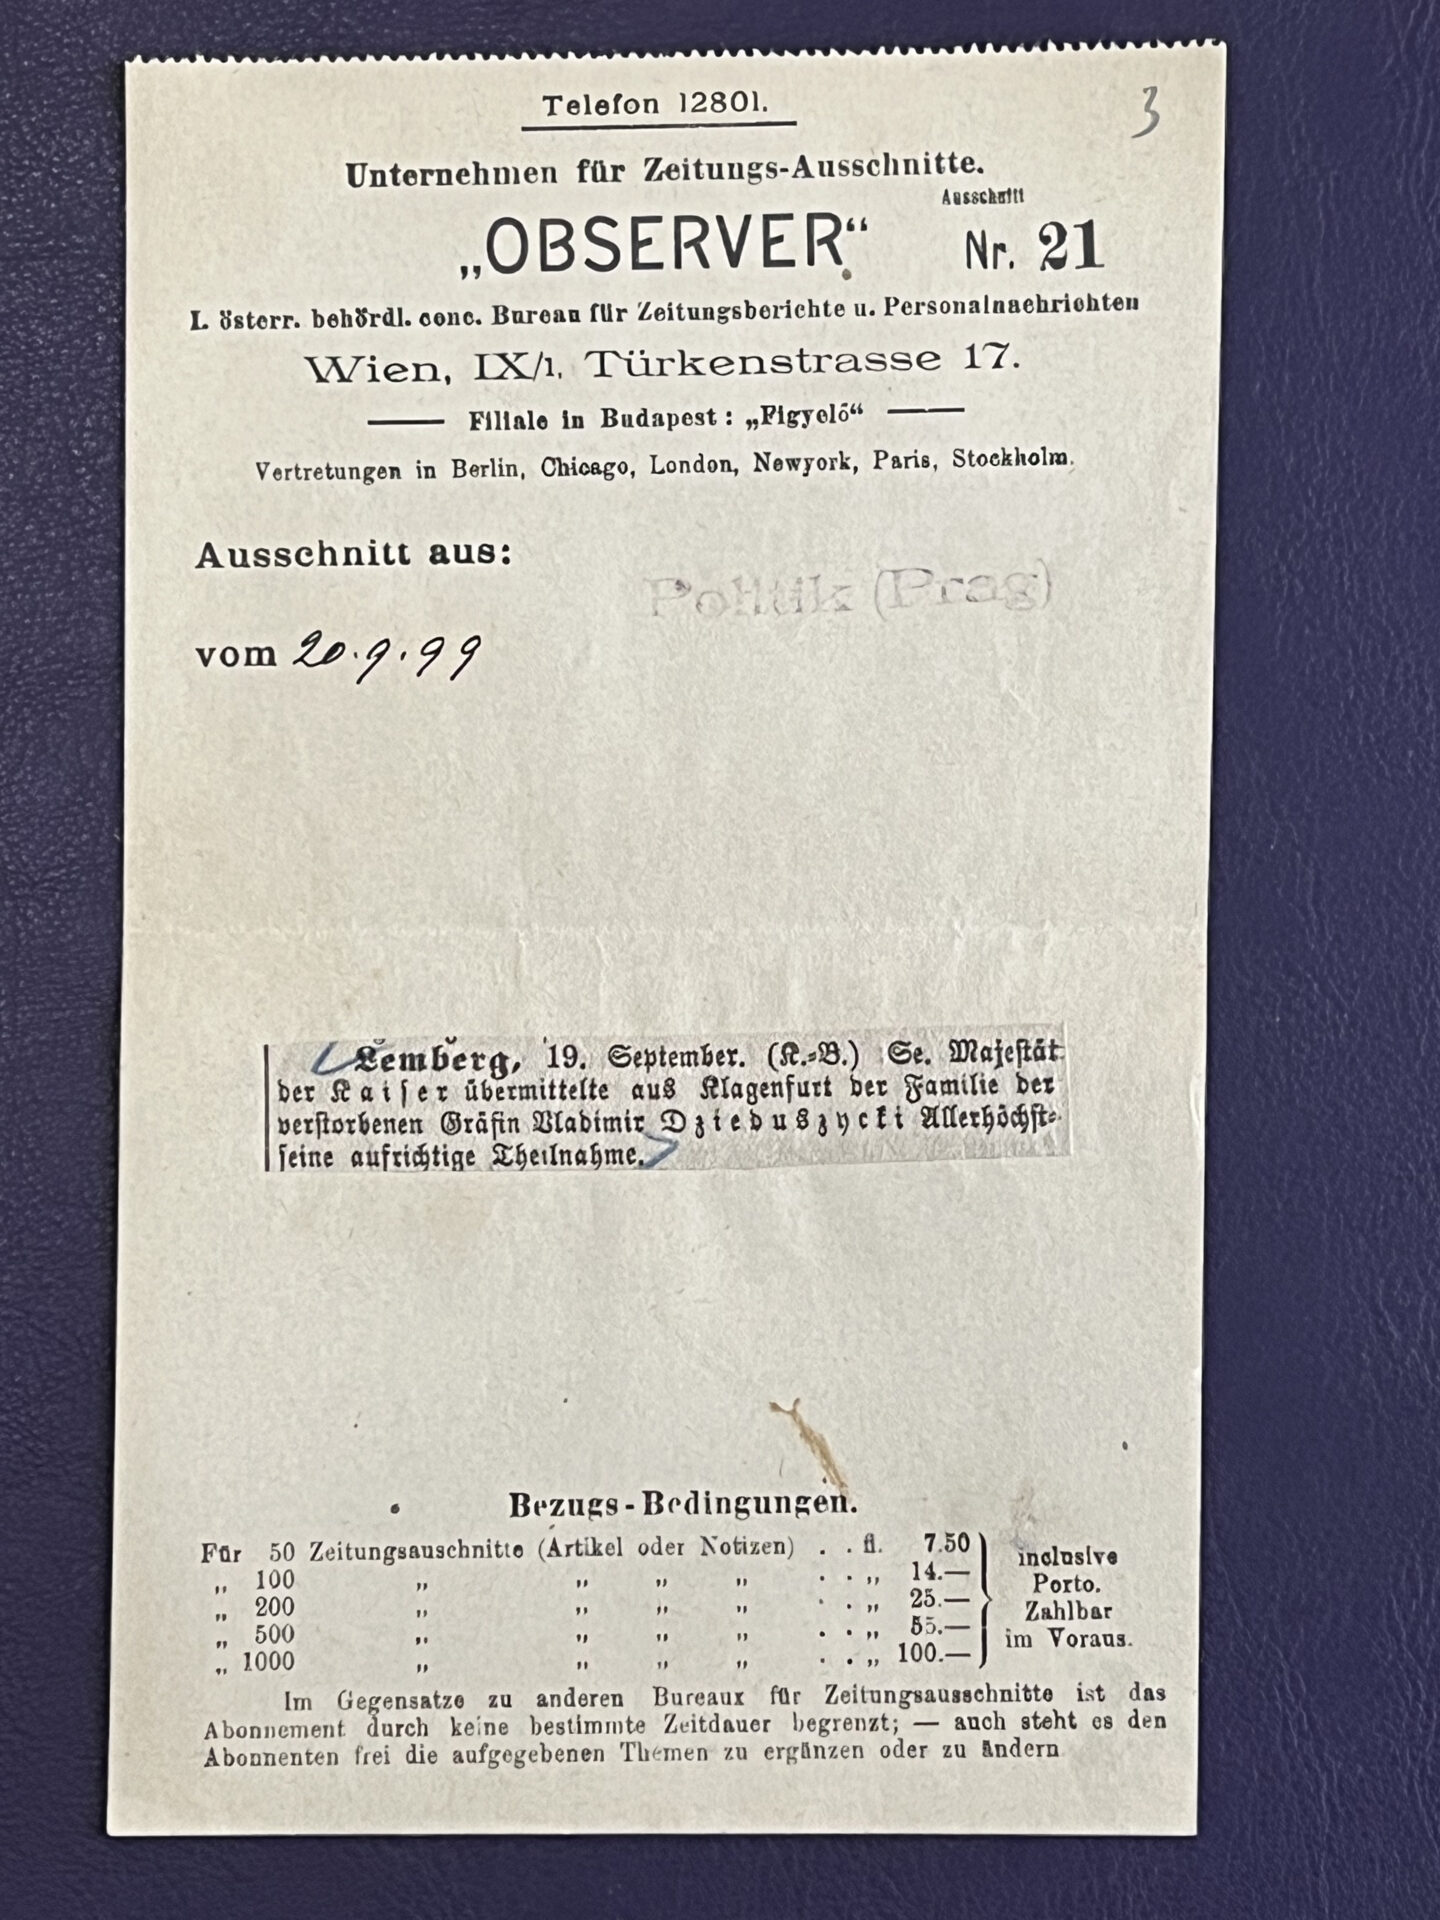 Telefon 12801.
3
Unternehmen für Zeitungs-Ausschnitte.
Ausschnitt
„OBSERVER“ Nr. 21
I. österr. behördl. conc. Bureau für Zeitungsberichte u. Personalnachrichten
Wien, IX/1, Türkenstrasse 17.
Filiale in Budapest: „Figyelő“
Vertretungen in Berlin, Chicago, London, Newyork, Paris, Stockholm.
Ausschnitt aus:
Politik (Prag)
vom 20.9.99
Lemberg, 19. September. (K.-B.) Se. Majestät
der Kaiser übermittelte aus Klagenfurt der Familie der
verstorbenen Gräfin Vladimir Dzieduszycki Allerhöchst-
seine aufrichtige Theilnahme.
Bezugs-Bedingungen.
Für 50 Zeitungsauschnitte (Artikel oder Notizen) . . fl. 7.50
„ 100 „ „ „ „ . . „ 14.—
„ 200 „ „ „ „ . . „ 25.—
„ 500 „ „ „ „ . . „ 55.—
„ 1000 „ „ „ „ . . „ 100.—
inclusive
Porto.
Zahlbar
im Voraus.
Im Gegensatze zu anderen Bureaux für Zeitungsausschnitte ist das
Abonnement durch keine bestimmte Zeitdauer begrenzt; — auch steht es den
Abonnenten frei die aufgegebenen Themen zu ergänzen oder zu ändern